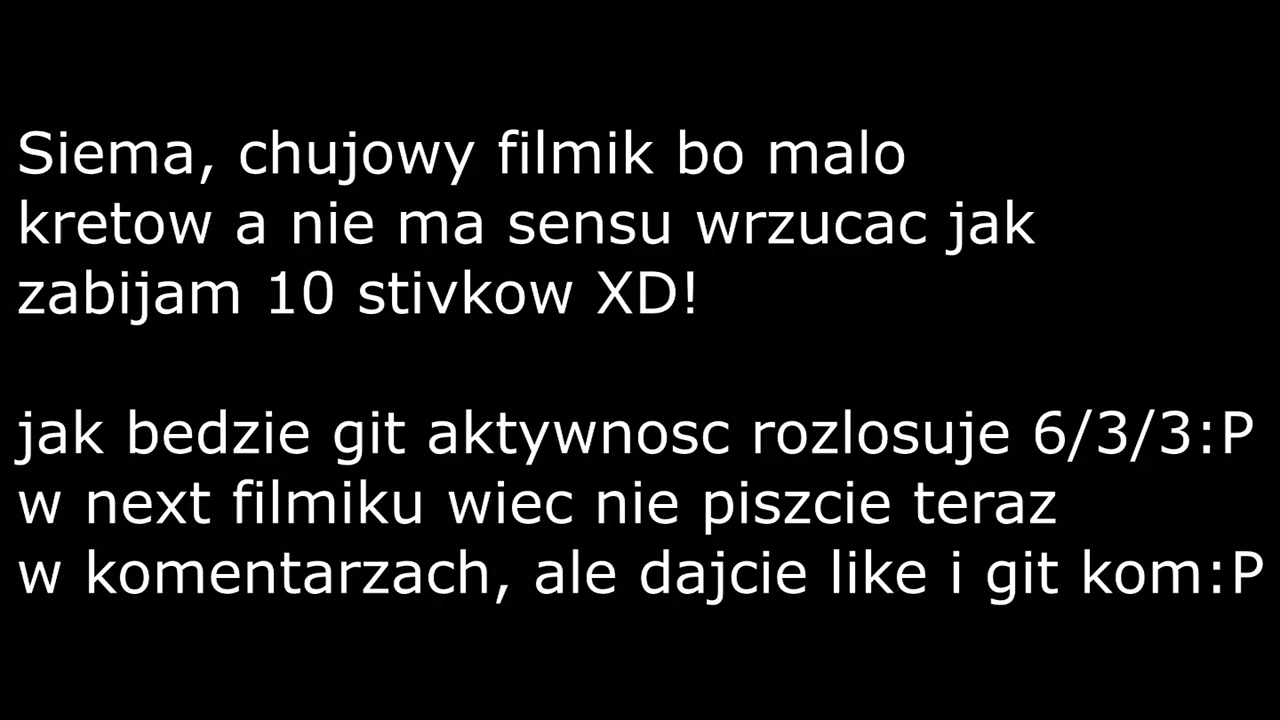 Siema, chujowy filmik bo malo
kretow a nie ma sensu wrzucac jak
zabijam 10 stivkow XD!
jak bedzie git aktywnosc rozlosuje 6/3/3:P
w next filmiku wiec nie piszcie teraz
w komentarzach, ale dajcie like i git kom:P